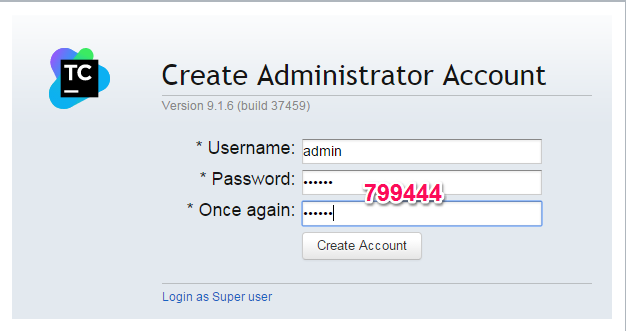 TC
Create Administrator Account
Version 9.1.6 (build 37459)
* Username: admin
* Password: ••••••
799444
* Once again: ••••••
Create Account
Login as Super user